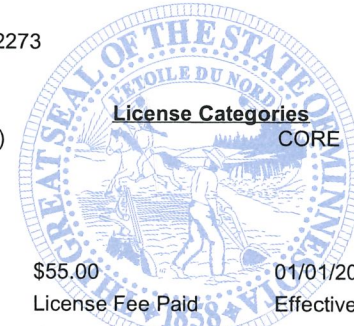 2273
THE GREAT SEAL OF THE STATE OF MINNESOTA
L'ETOILE DU NORD
License Categories
)
CORE
$55.00
01/01/20
License Fee Paid
Effective
1858